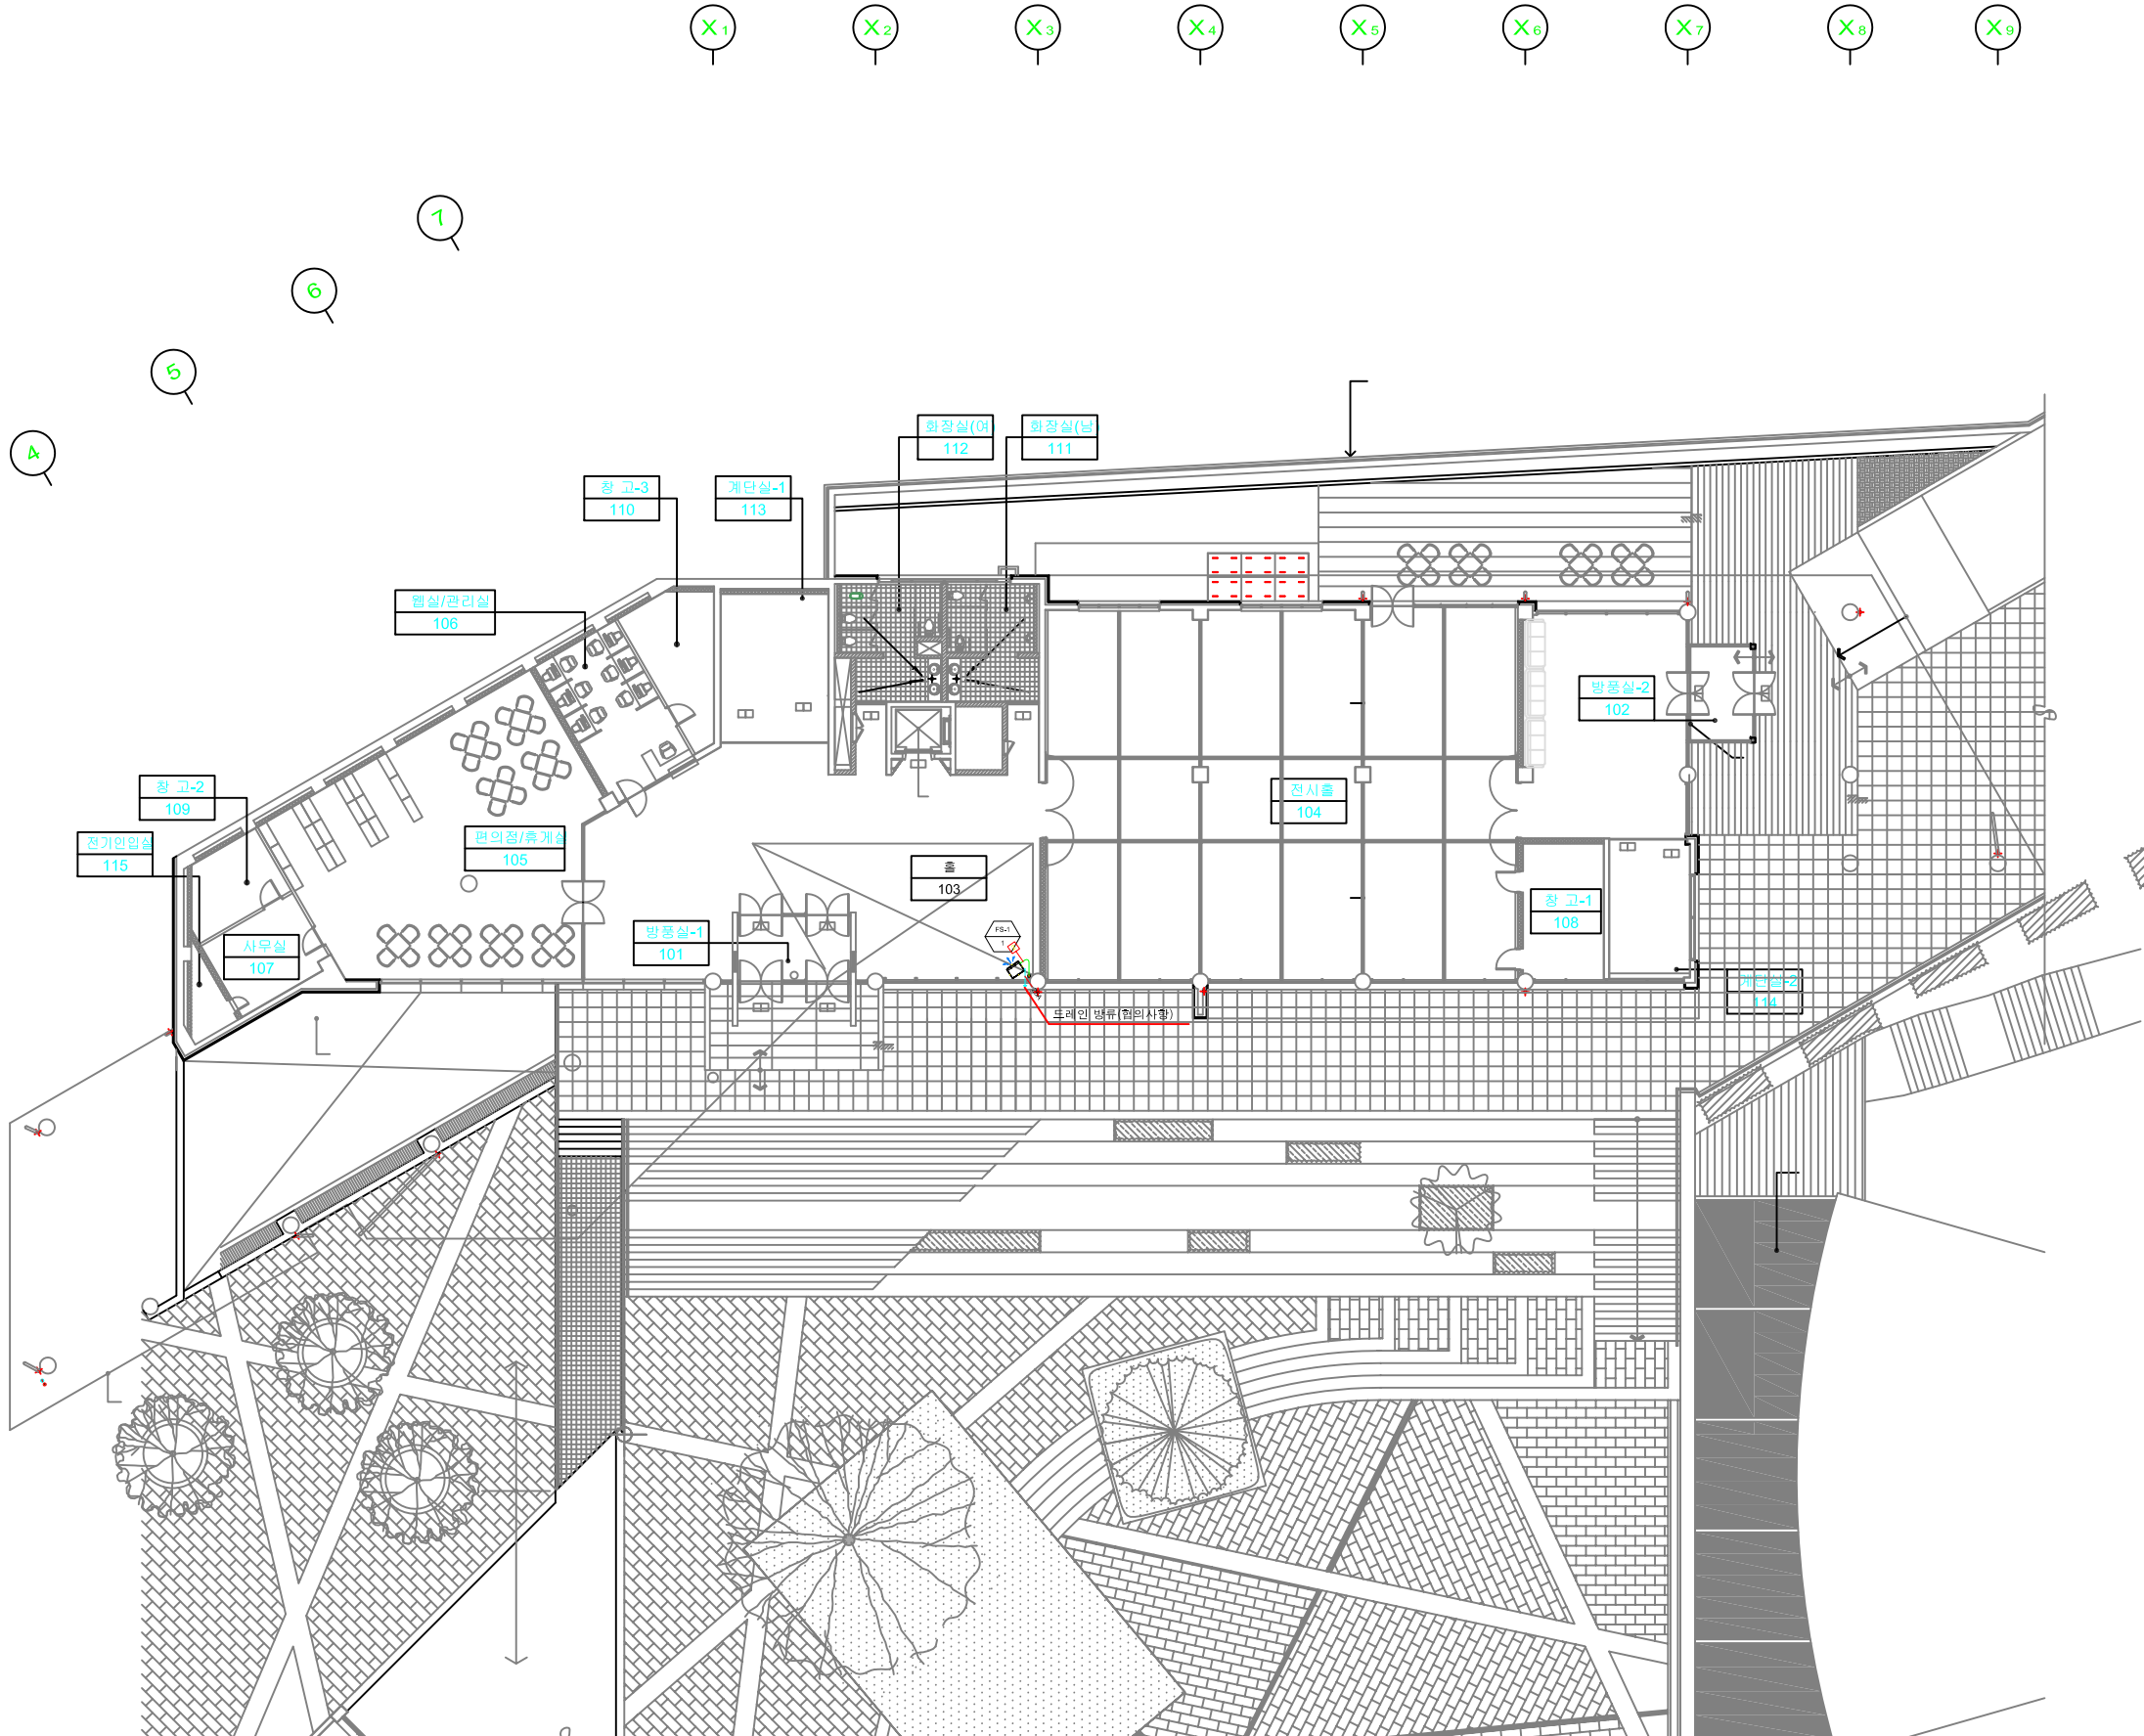 X1
X2
X3
X4
X5
X6
X7
X8
X9
7
6
5
4
화장실(여)
112
화장실(남)
111
창 고-3
110
계단실-1
113
웹실/관리실
106
방풍실-2
102
창 고-2
109
전시홀
104
전기인입실
115
편의점/휴게실
105
홀
103
창 고-1
108
사무실
107
방풍실-1
101
FS-1
1
계단실-2
114
드레인 방류(협의사항)